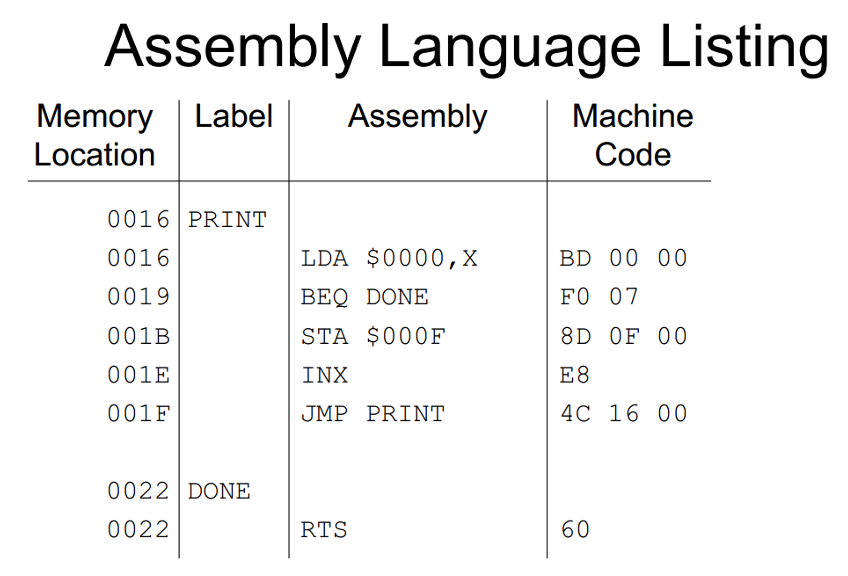 Assembly Language Listing
Memory Location Label Assembly Machine Code
0016 PRINT
0016 LDA $0000,X BD 00 00
0019 BEQ DONE F0 07
001B STA $000F 8D 0F 00
001E INX E8
001F JMP PRINT 4C 16 00
0022 DONE
0022 RTS 60